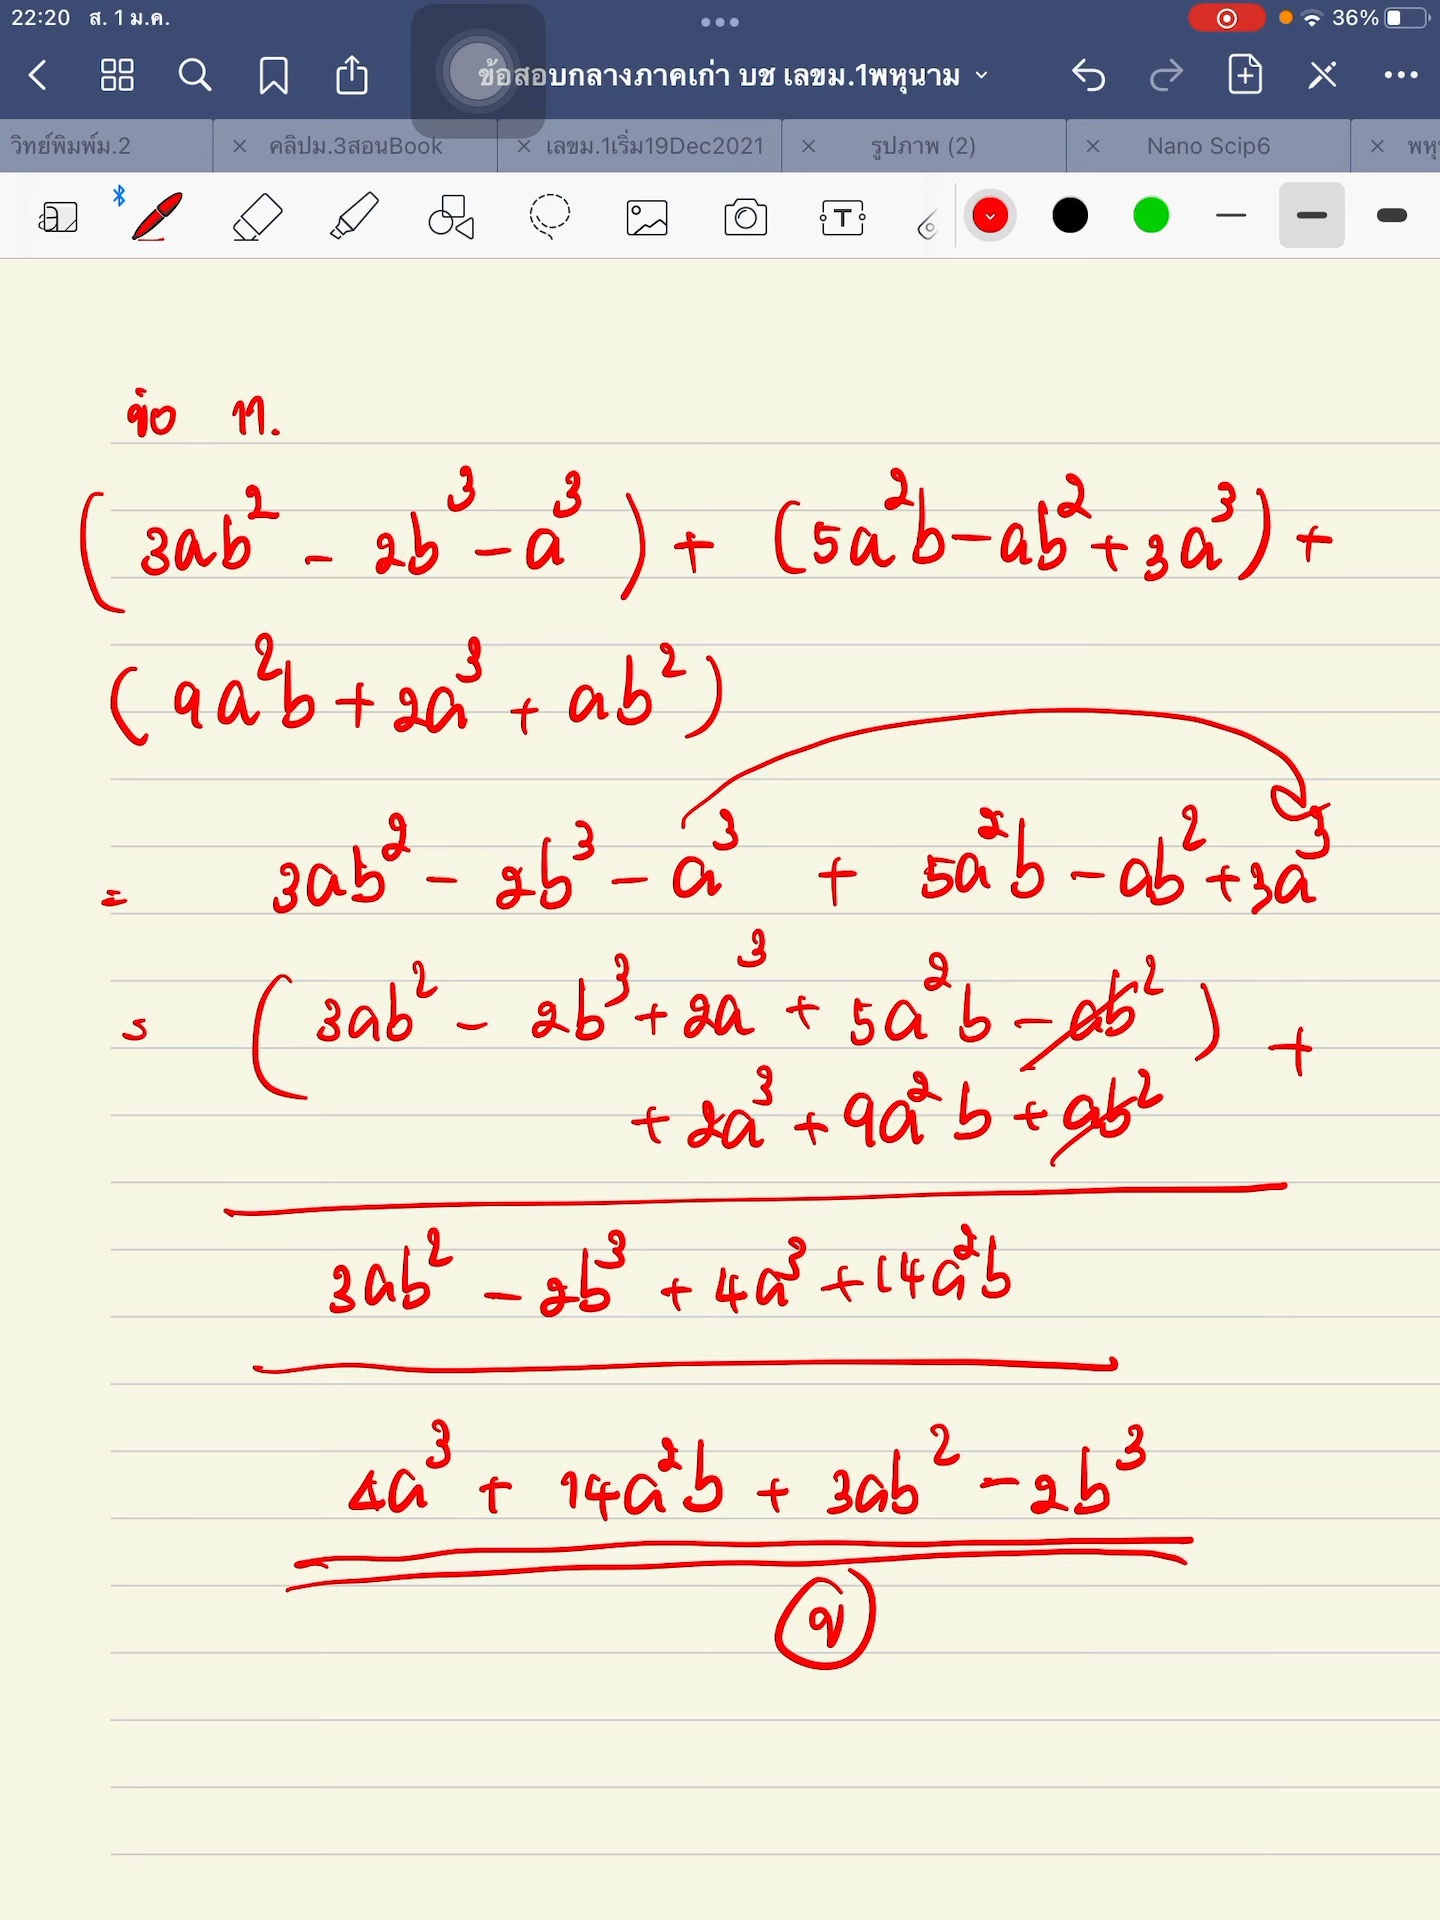 22:20 ส. 1 ม.ค. 36%
ข้อสอบกลางภาคเก่า บช เลขม.1พหุนาม
วิทย์พิมพ์ม.2 คลิปม.3สอนBook เลขม.1เริ่ม19Dec2021 รูปภาพ (2) Nano Scip6 พหุ
T
ข้อ 17.
(3ab² - 2b³ - a³) + (5a²b - ab² + 3a³) +
(9a²b + 2a³ + ab²)
= 3ab² - 2b³ - a³ + 5a²b - ab² + 3a³
= (3ab² - 2b³ + 2a³ + 5a²b - ab²) +
+ 2a³ + 9a²b + ab²
3ab² - 2b³ + 4a³ + 14a²b
4a³ + 14a²b + 3ab² - 2b³
ข